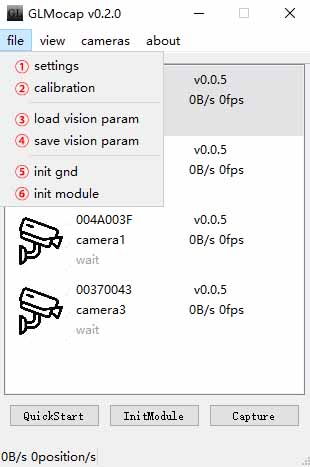 GL GLMocap v0.2.0
file view cameras about
① settings
② calibration
③ load vision param
④ save vision param
⑤ init gnd
⑥ init module
v0.0.5
0B/s 0fps
v0.0.5
0B/s 0fps
004A003F v0.0.5
camera1 0B/s 0fps
wait
00370043 v0.0.5
camera3 0B/s 0fps
wait
QuickStart InitModule Capture
0B/s 0position/s